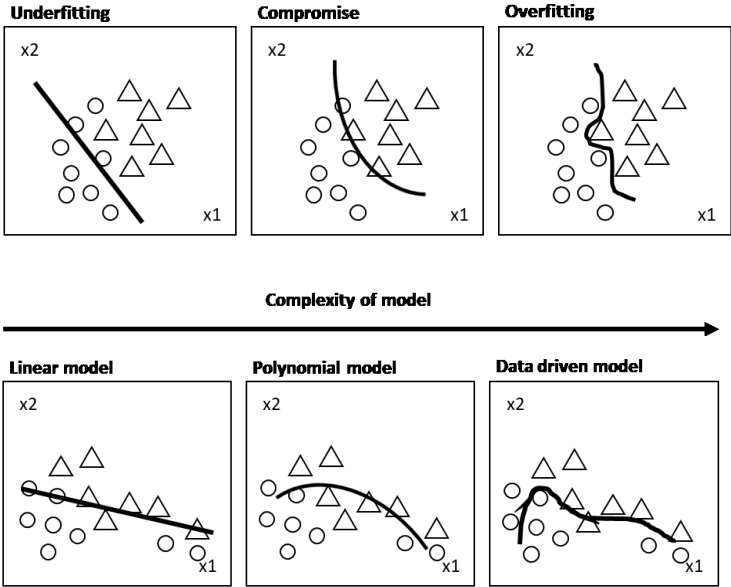 Underfitting
Compromise
Overfitting
x2
x2
x2
x1
x1
x1
Complexity of model
Linear model
Polynomial model
Data driven model
x2
x2
x2
x1
x1
x1